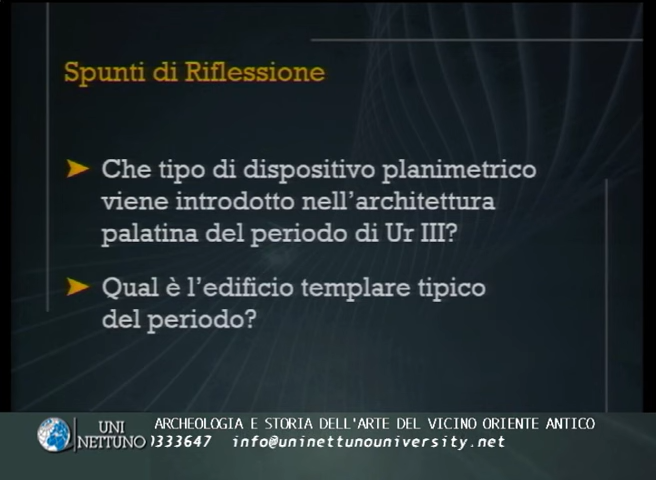 Spunti di Riflessione
Che tipo di dispositivo planimetrico
viene introdotto nell'architettura
palatina del periodo di Ur III?
Qual è l'edificio templare tipico
del periodo?
UNI
NETTUNO
ARCHEOLOGIA E STORIA DELL'ARTE DEL VICINO ORIENTE ANTICO
333647 info@uninettunouniversity.net